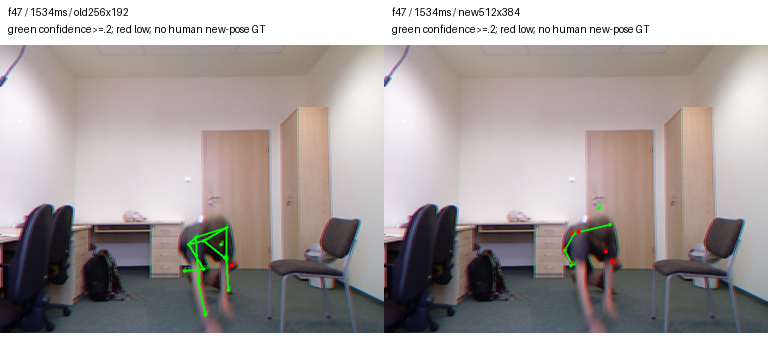 f47 / 1534ms / old256x192
green confidence>=.2; red low; no human new-pose GT
f47 / 1534ms / new512x384
green confidence>=.2; red low; no human new-pose GT